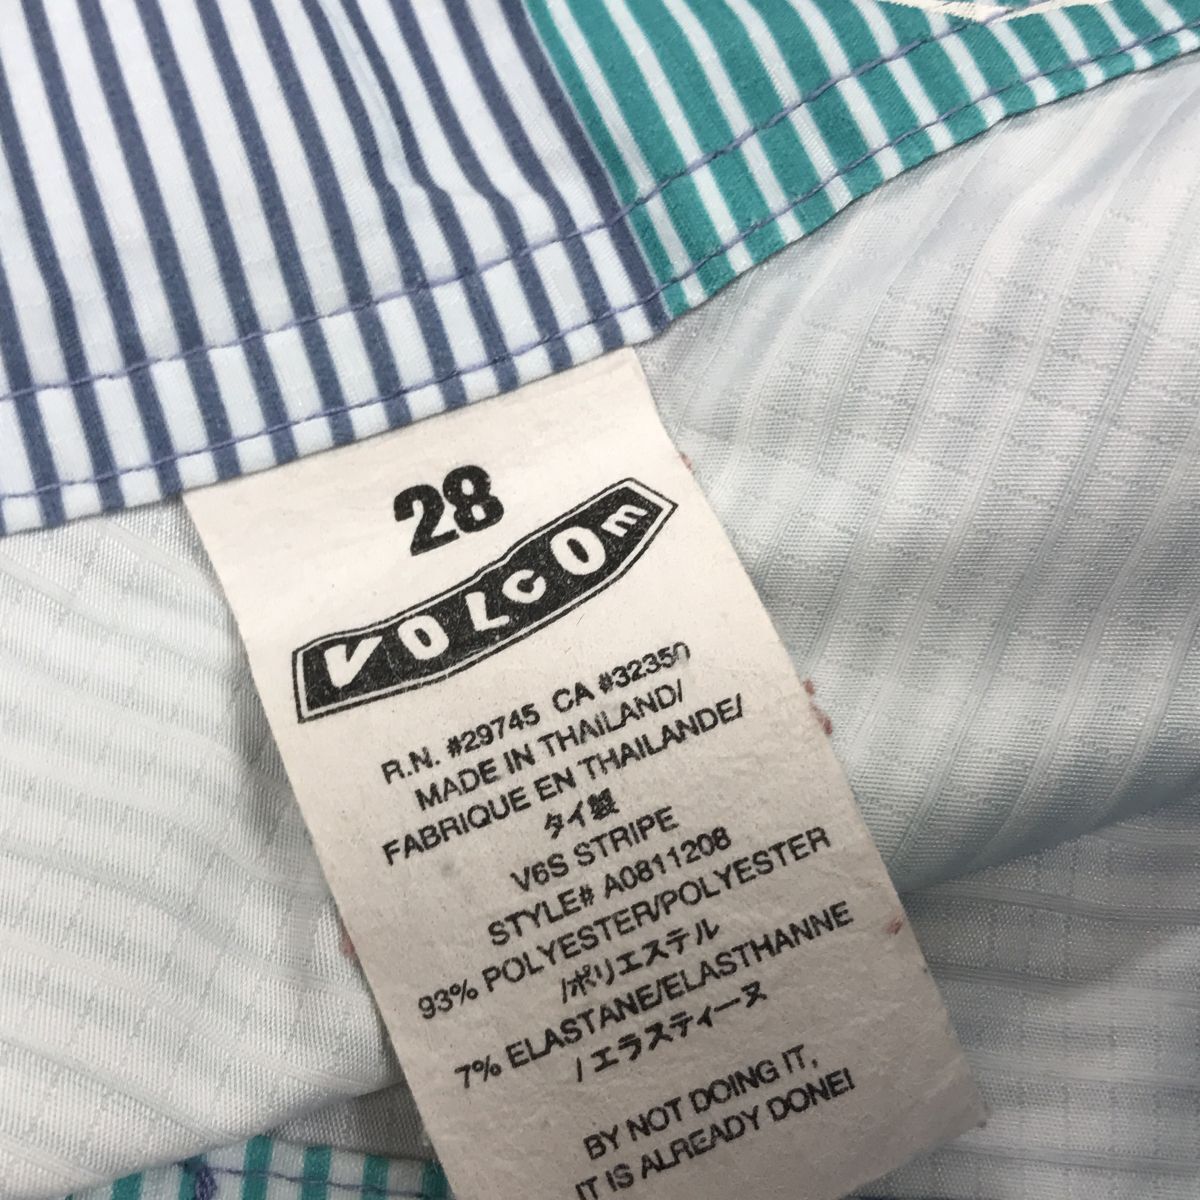 28
VOLCOM
R.N. #29745 CA #32350
MADE IN THAILAND/
FABRIQUE EN THAILANDE/
タイ製
V6S STRIPE
STYLE# A0811208
93% POLYESTER/POLYESTER
/ポリエステル
7% ELASTANE/ELASTHANNE
/エラスティーヌ
BY NOT DOING IT,
IT IS ALREADY DONE!